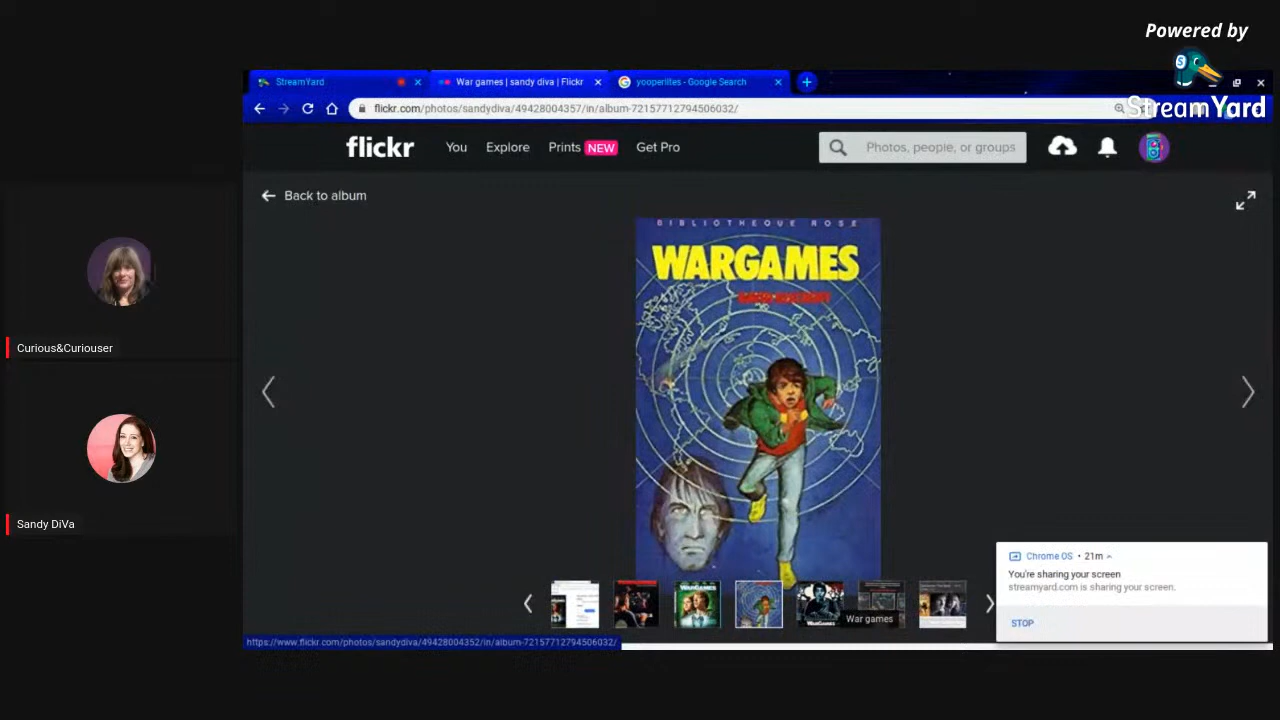 Powered by
StreamYard
StreamYard
War games | sandy diva | Flickr
yooperlites - Google Search
flickr.com/photos/sandydiva/49428004357/in/album-72157712794506032/
flickr
You
Explore
Prints NEW
Get Pro
Photos, people, or groups
Back to album
BIBLIOTHEQUE ROSE
WARGAMES
Curious&Curiouser
Sandy DiVa
WARGAMES
WARGAMES
War games
Chrome OS • 21m
You're sharing your screen
streamyard.com is sharing your screen.
STOP
https://www.flickr.com/photos/sandydiva/49428004352/in/album-72157712794506032/